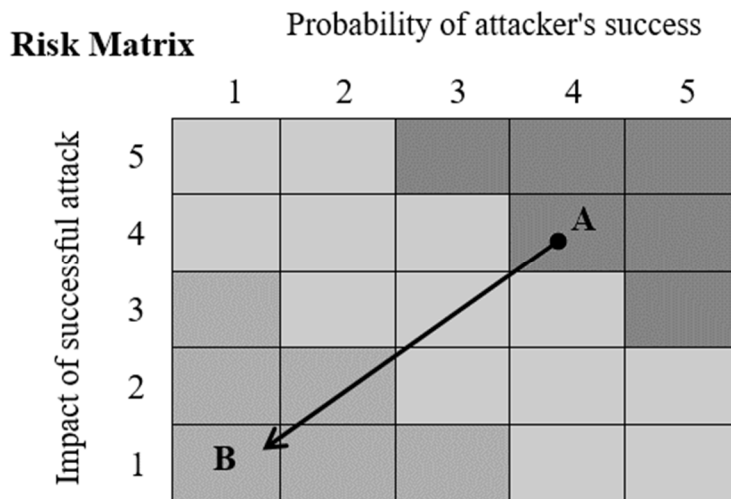 Probability of attacker's success
Risk Matrix
1 2 3 4 5
Impact of successful attack
5
4 A
3
2
1 B